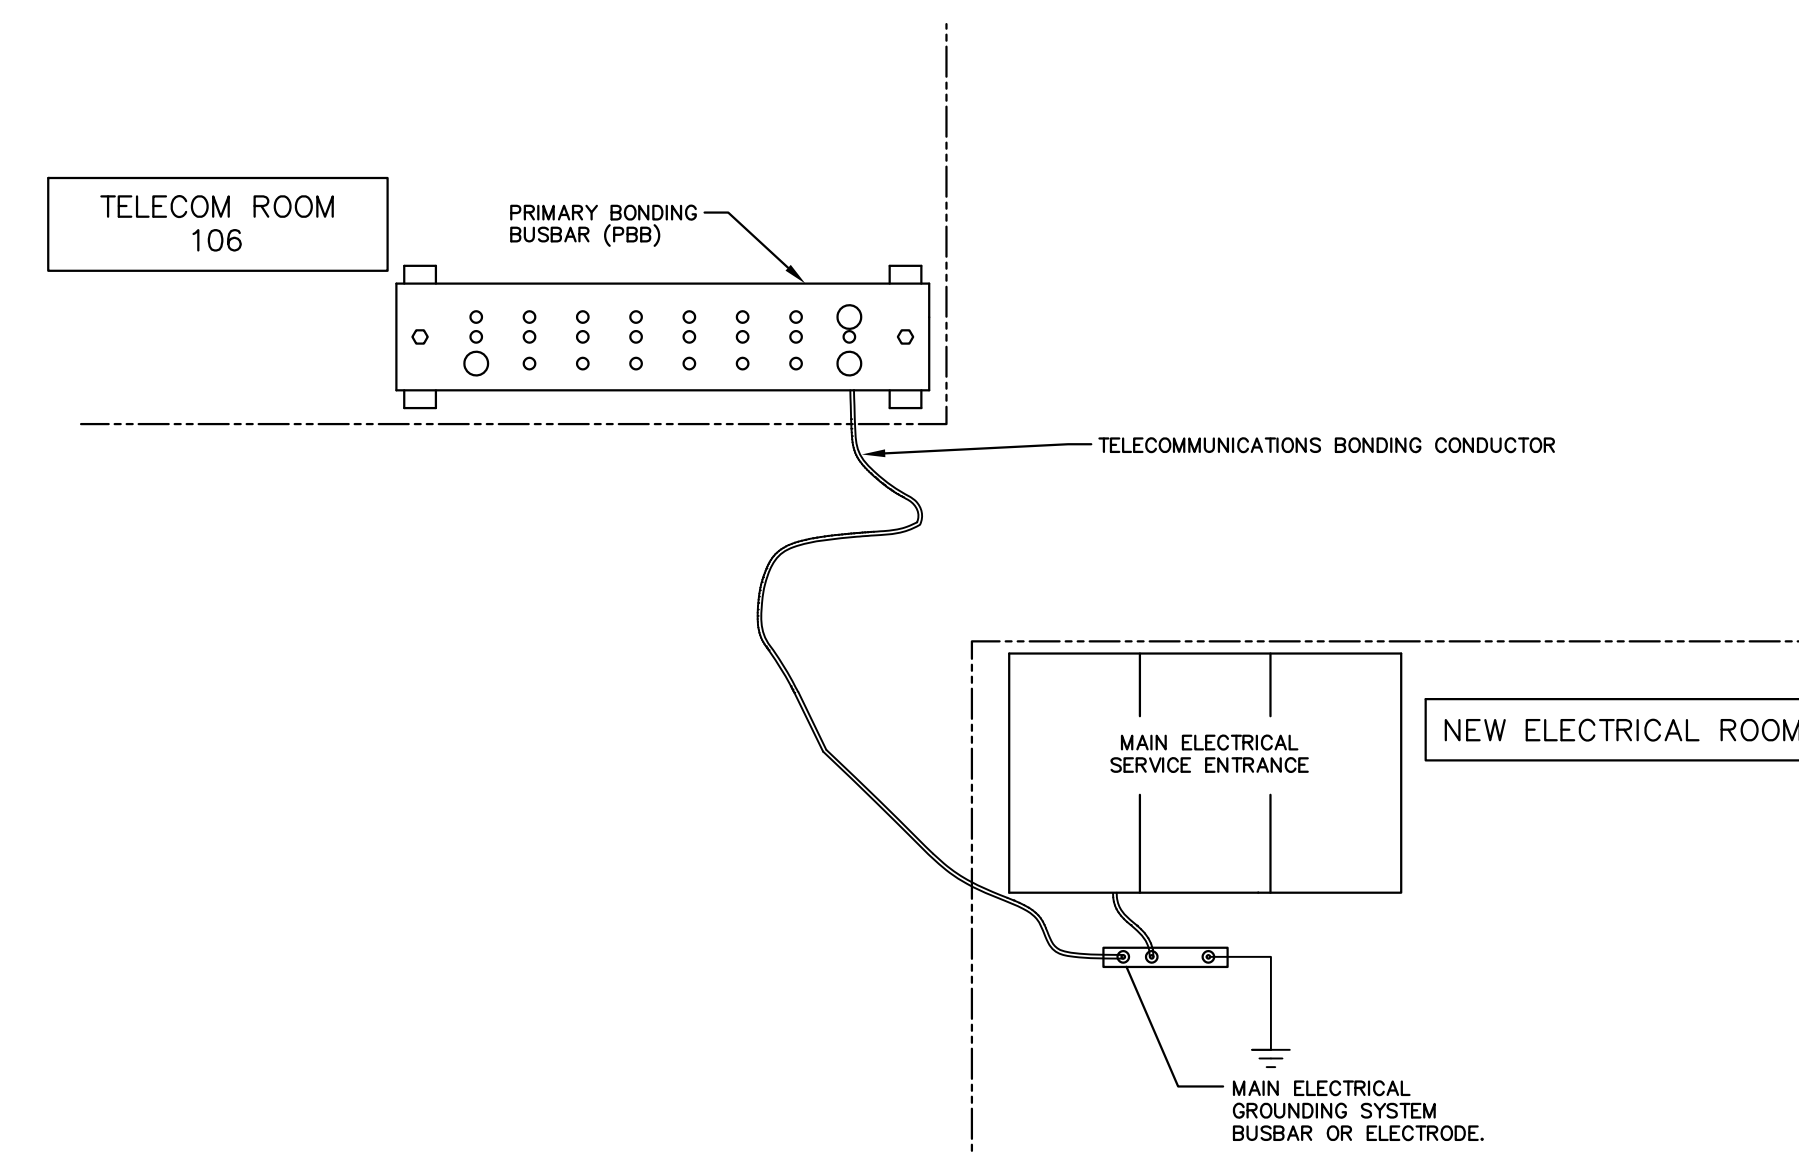 TELECOM ROOM
106
PRIMARY BONDING
BUSBAR (PBB)
TELECOMMUNICATIONS BONDING CONDUCTOR
MAIN ELECTRICAL
SERVICE ENTRANCE
NEW ELECTRICAL ROOM
MAIN ELECTRICAL
GROUNDING SYSTEM
BUSBAR OR ELECTRODE.